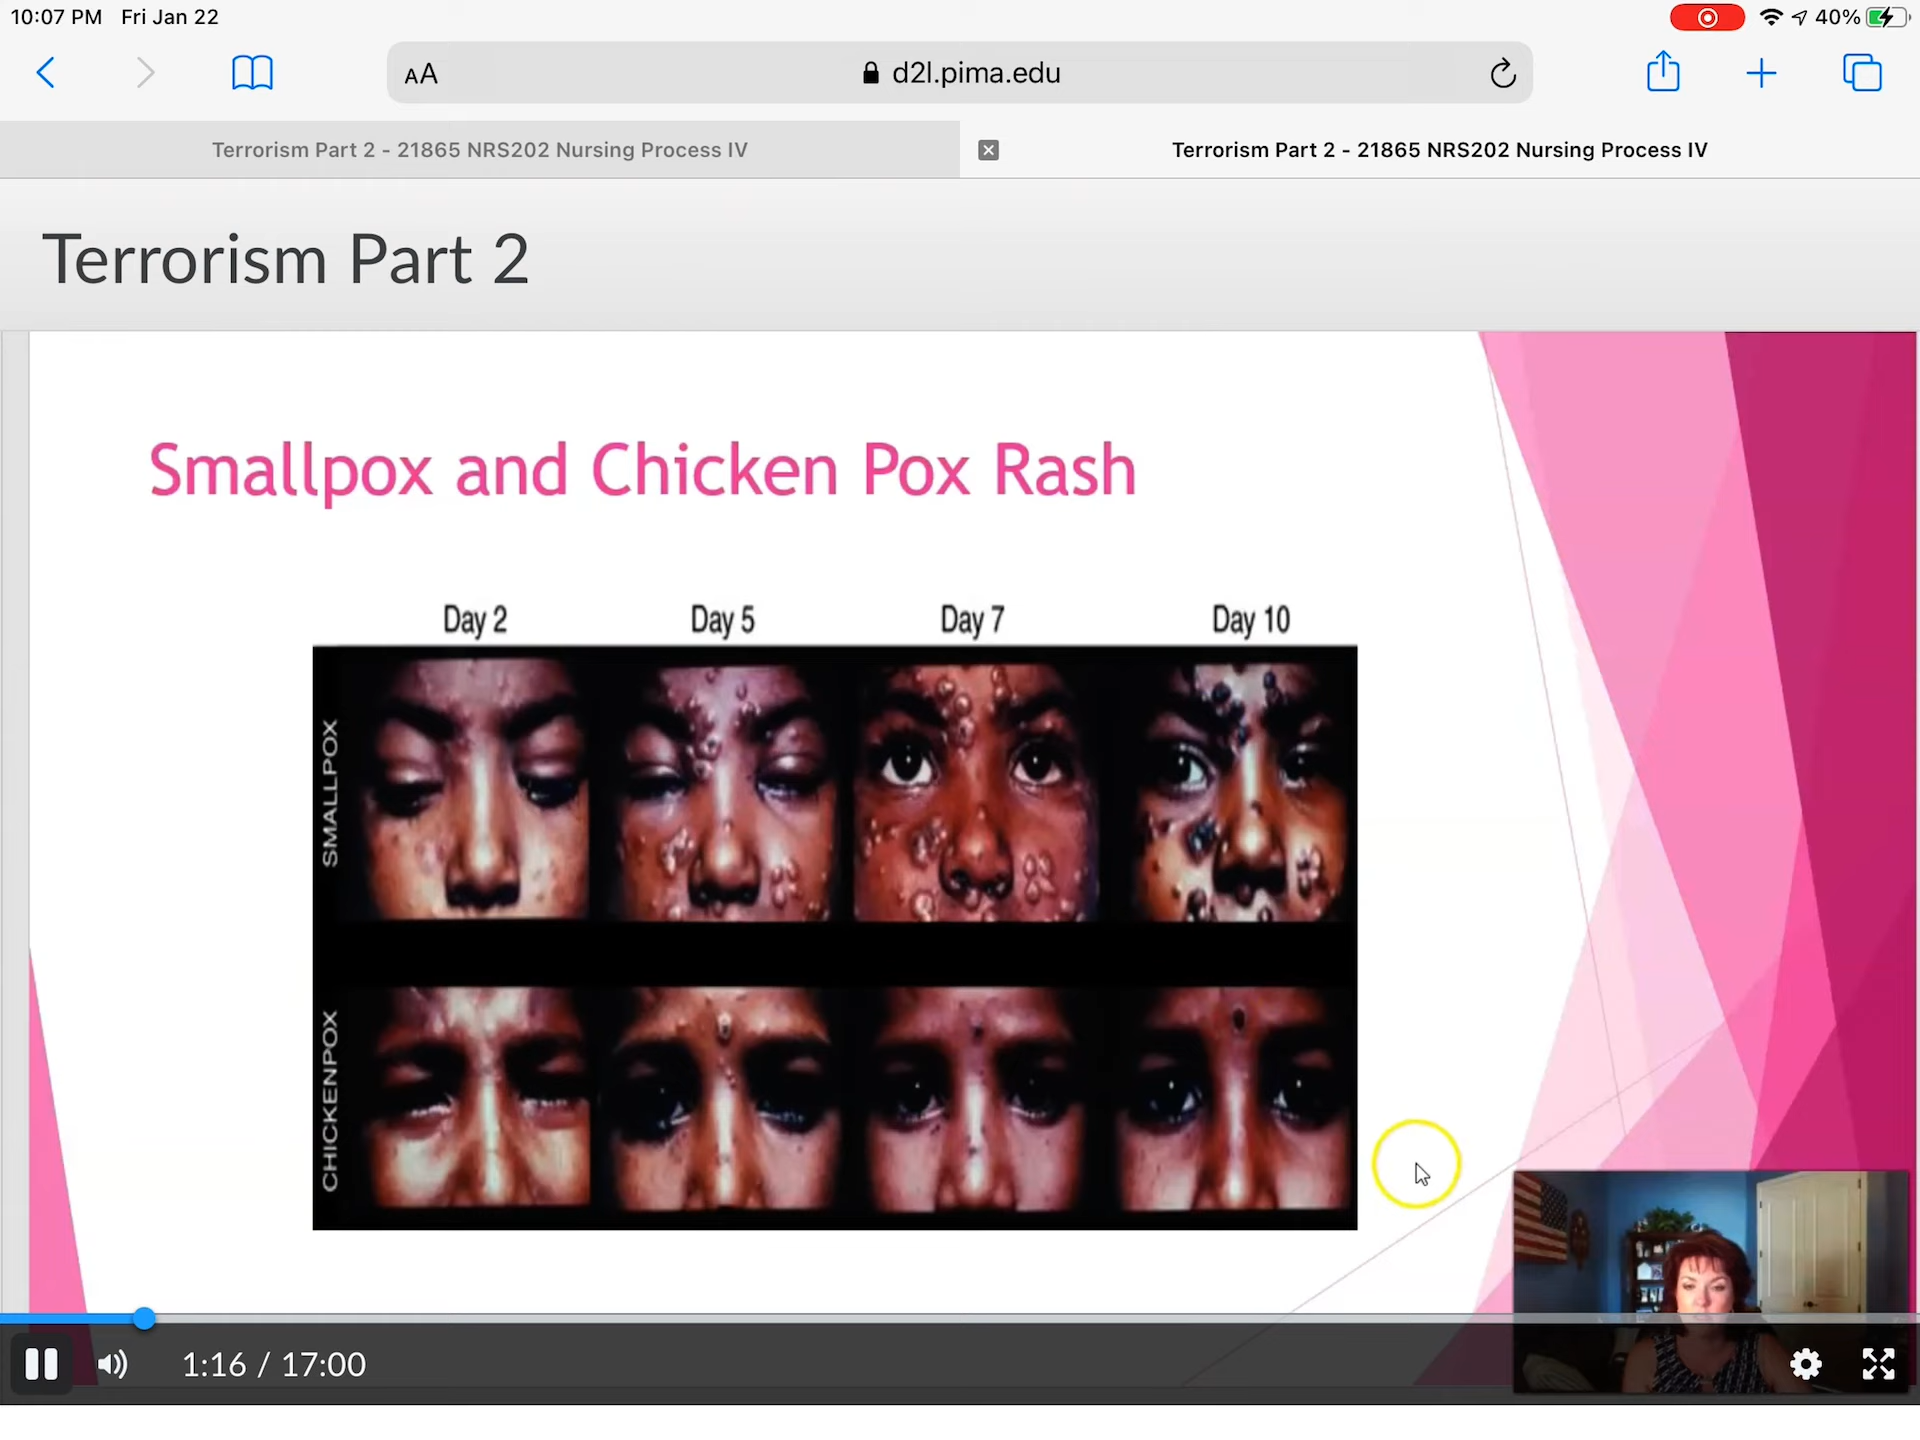 10:07 PM Fri Jan 22
40%
AA
d2l.pima.edu
Terrorism Part 2 - 21865 NRS202 Nursing Process IV
Terrorism Part 2 - 21865 NRS202 Nursing Process IV
Terrorism Part 2
Smallpox and Chicken Pox Rash
Day 2 Day 5 Day 7 Day 10
SMALLPOX
CHICKENPOX
1:16 / 17:00